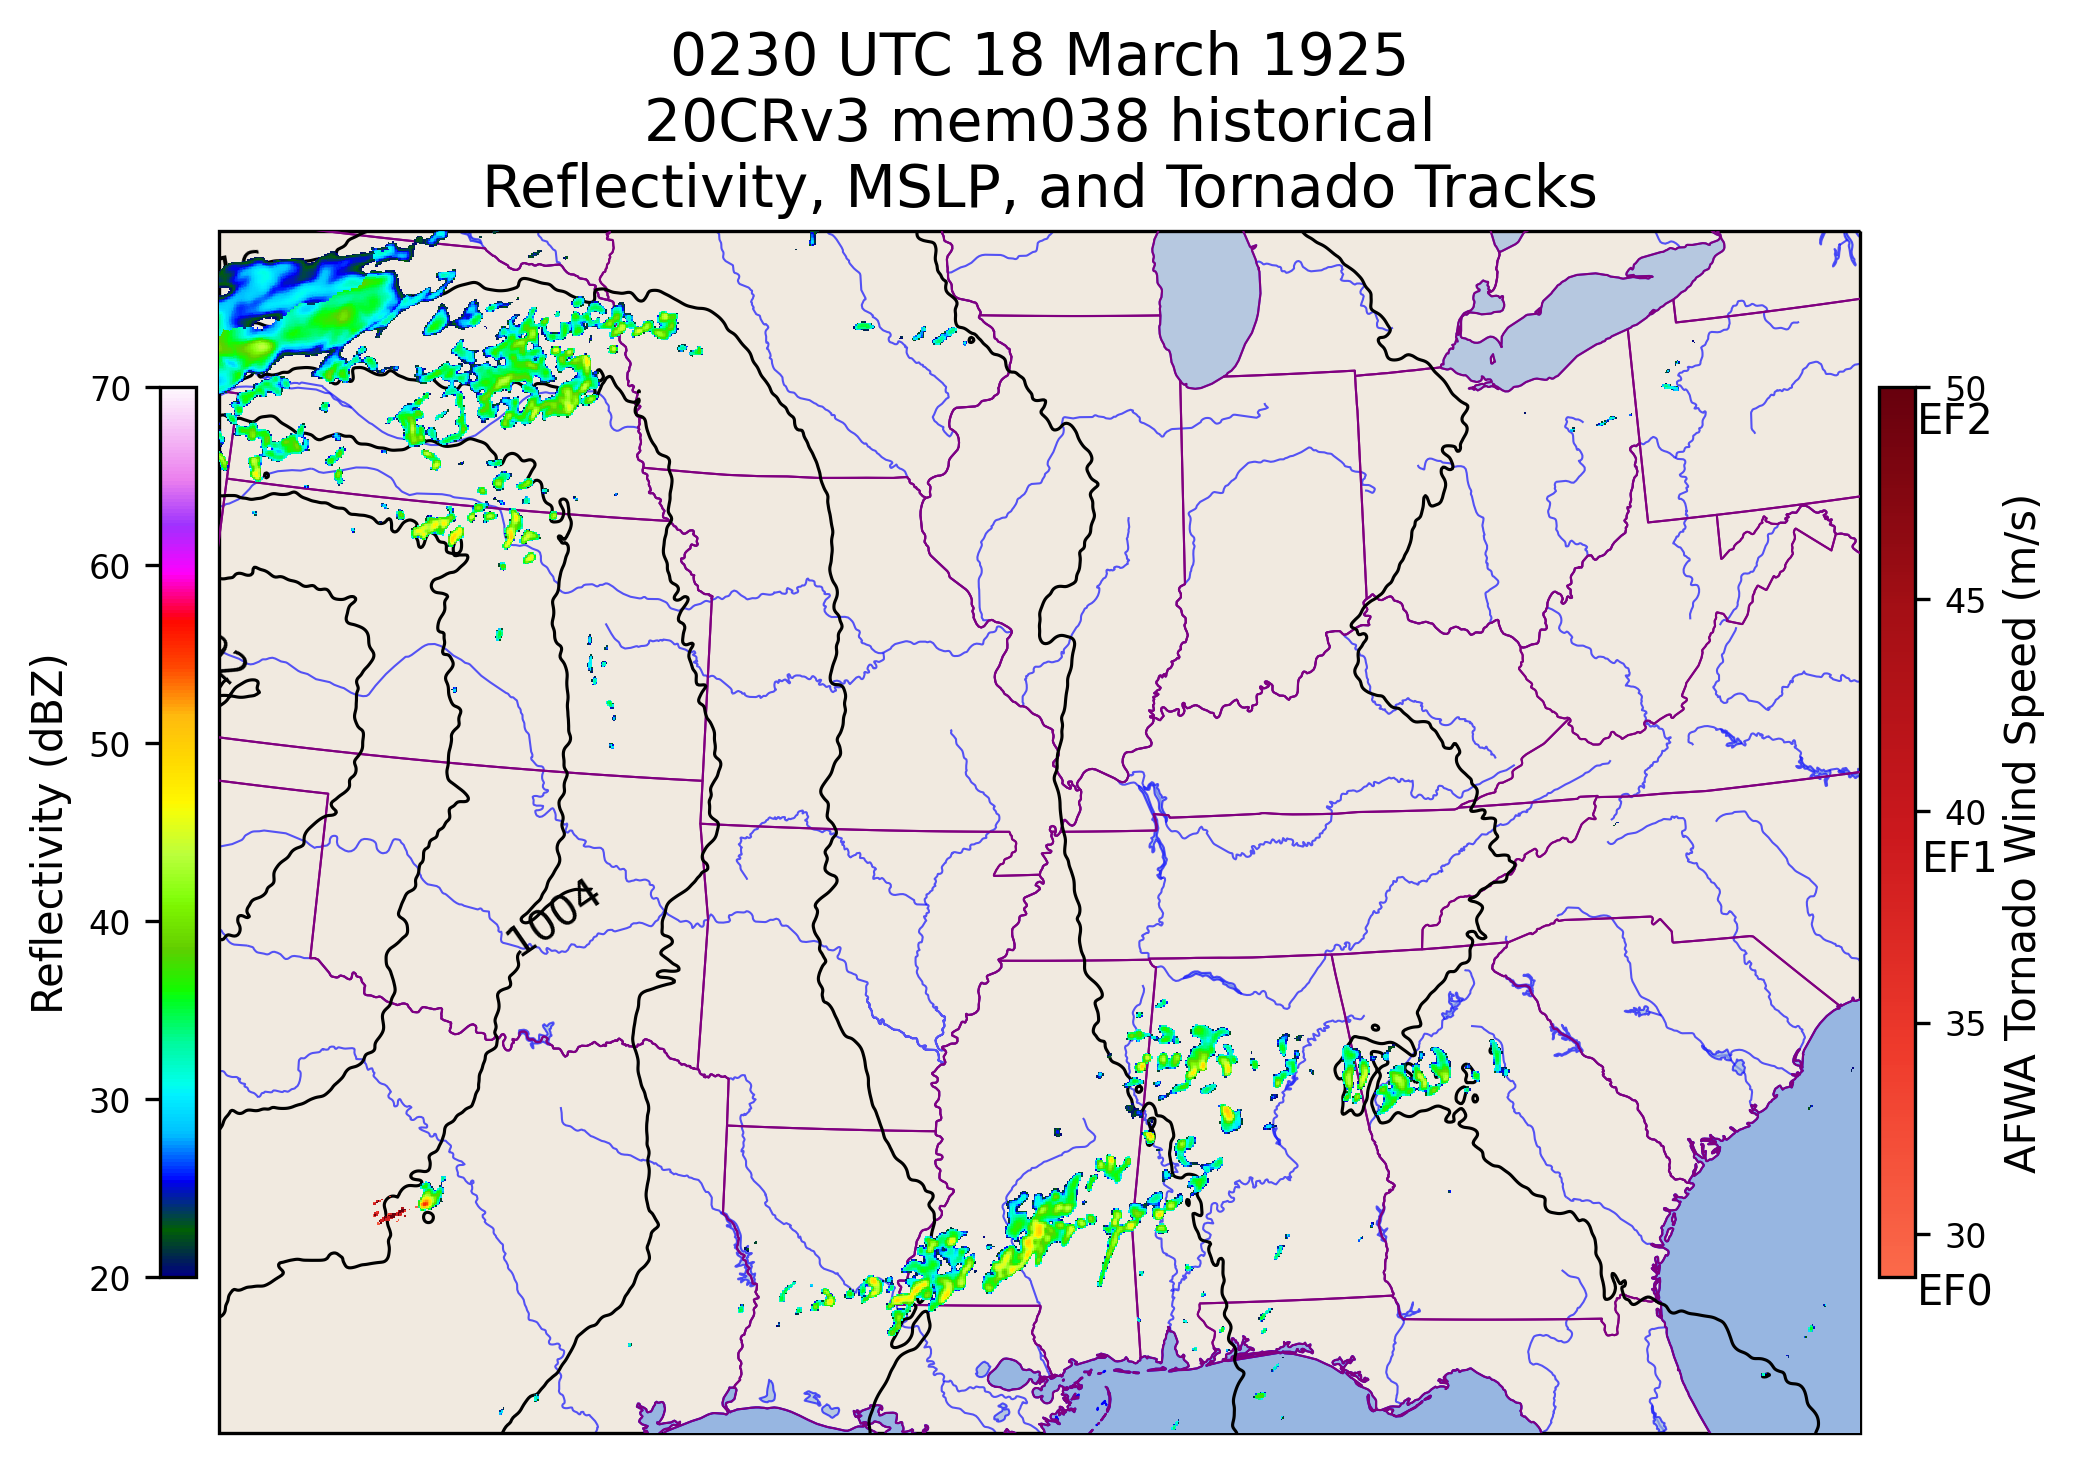 0230 UTC 18 March 1925
20CRv3 mem038 historical
Reflectivity, MSLP, and Tornado Tracks
Reflectivity (dBZ)
70
60
50
40
30
20
1004
50
EF2
45
40
EF1
35
30
EF0
AFWA Tornado Wind Speed (m/s)